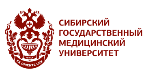 СИБИРСКИЙ
ГОСУДАРСТВЕННЫЙ
МЕДИЦИНСКИЙ
УНИВЕРСИТЕТ